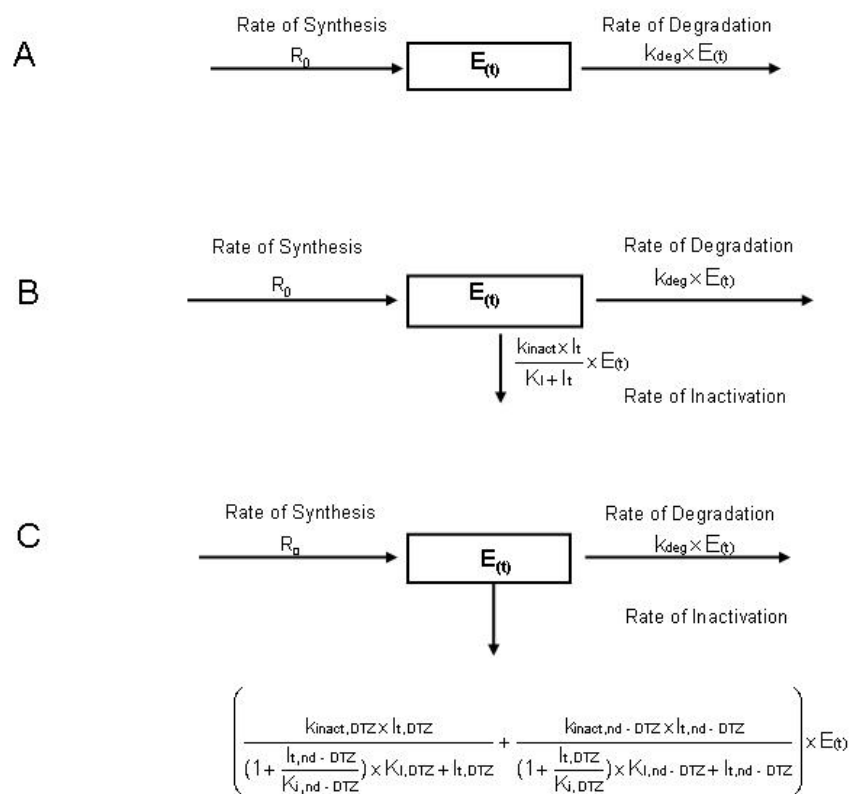 Rate of Synthesis Rate of Degradation
A R₀ E(t) kdeg×E(t)
Rate of Synthesis Rate of Degradation
B R₀ E(t) kdeg×E(t)
kinact×It / KI+It ×E(t)
Rate of Inactivation
Rate of Synthesis Rate of Degradation
C R₀ E(t) kdeg×E(t)
Rate of Inactivation
( kinact,DTZ×It,DTZ / (1+It,nd-DTZ/Ki,nd-DTZ)×KI,DTZ+It,DTZ + kinact,nd-DTZ×It,nd-DTZ / (1+It,DTZ/Ki,DTZ)×KI,nd-DTZ+It,nd-DTZ ) ×E(t)